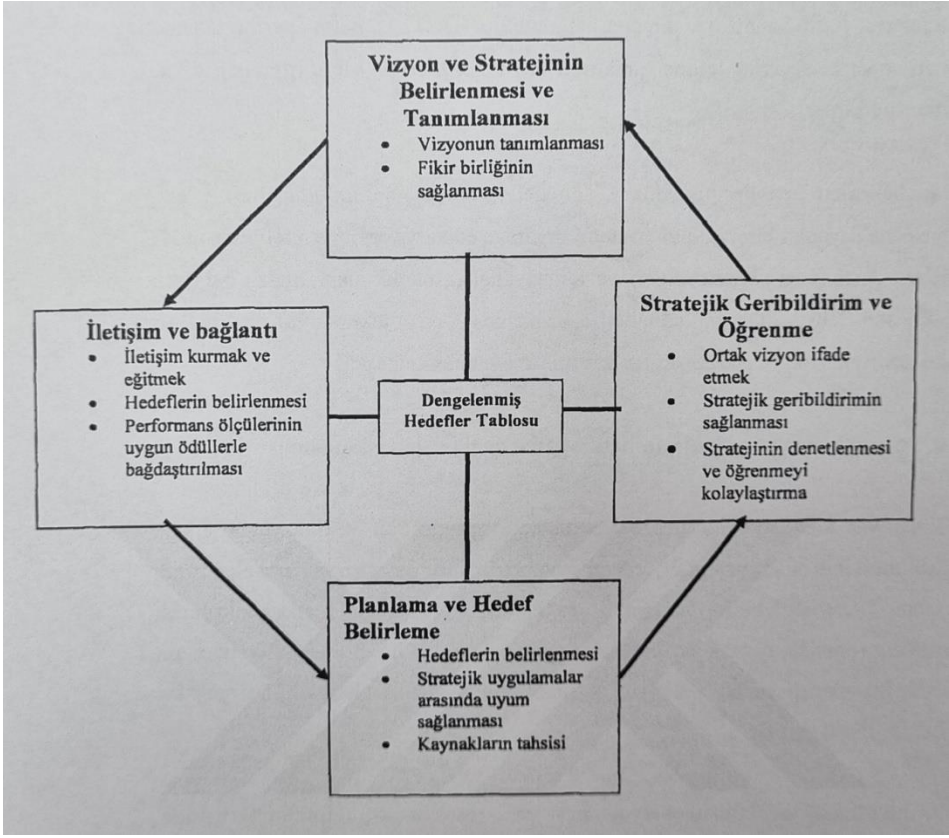 Vizyon ve Stratejinin
Belirlenmesi ve
Tanımlanması
• Vizyonun tanımlanması
• Fikir birliğinin
sağlanması
İletişim ve bağlantı
• İletişim kurmak ve
eğitmek
• Hedeflerin belirlenmesi
• Performans ölçülerinin
uygun ödüllerle
bağdaştırılması
Dengelenmiş
Hedefler Tablosu
Stratejik Geribildirim ve
Öğrenme
• Ortak vizyon ifade
etmek
• Stratejik geribildirimin
sağlanması
• Stratejinin denetlenmesi
ve öğrenmeyi
kolaylaştırma
Planlama ve Hedef
Belirleme
• Hedeflerin belirlenmesi
• Stratejik uygulamalar
arasında uyum
sağlanması
• Kaynakların tahsisi